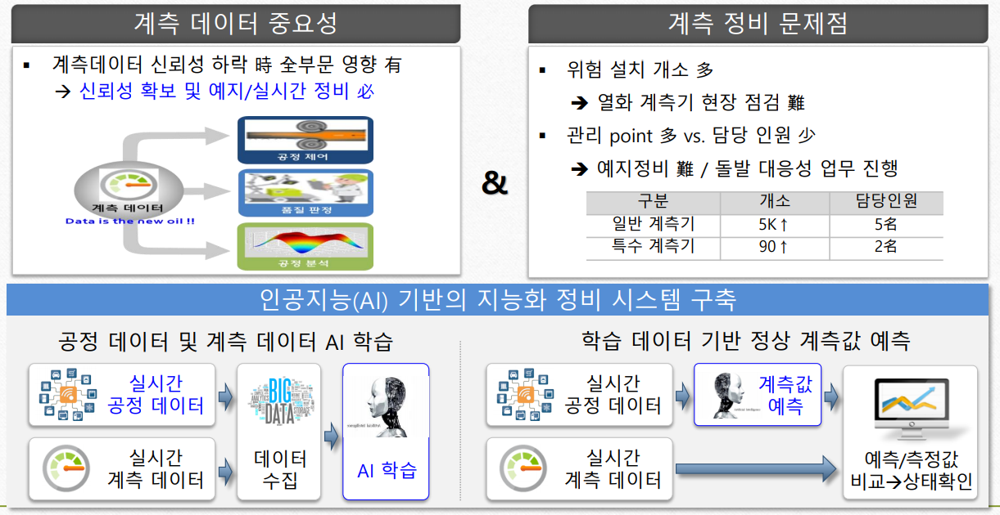 계측 데이터 중요성
▪ 계측데이터 신뢰성 하락 時 全부문 영향 有
→ 신뢰성 확보 및 예지/실시간 정비 必
공정 제어
계측 데이터
Data is the new oil !!
품질 판정
공정 분석
&
계측 정비 문제점
▪ 위험 설치 개소 多
➔ 열화 계측기 현장 점검 難
▪ 관리 point 多 vs. 담당 인원 少
➔ 예지정비 難 / 돌발 대응성 업무 진행
구분 개소 담당인원
일반 계측기 5K↑ 5名
특수 계측기 90↑ 2名
인공지능(AI) 기반의 지능화 정비 시스템 구축
공정 데이터 및 계측 데이터 AI 학습
실시간
공정 데이터
실시간
계측 데이터
BIG
DATA
데이터
수집
AI 학습
학습 데이터 기반 정상 계측값 예측
실시간
공정 데이터
계측값
예측
실시간
계측 데이터
예측/측정값
비교→상태확인